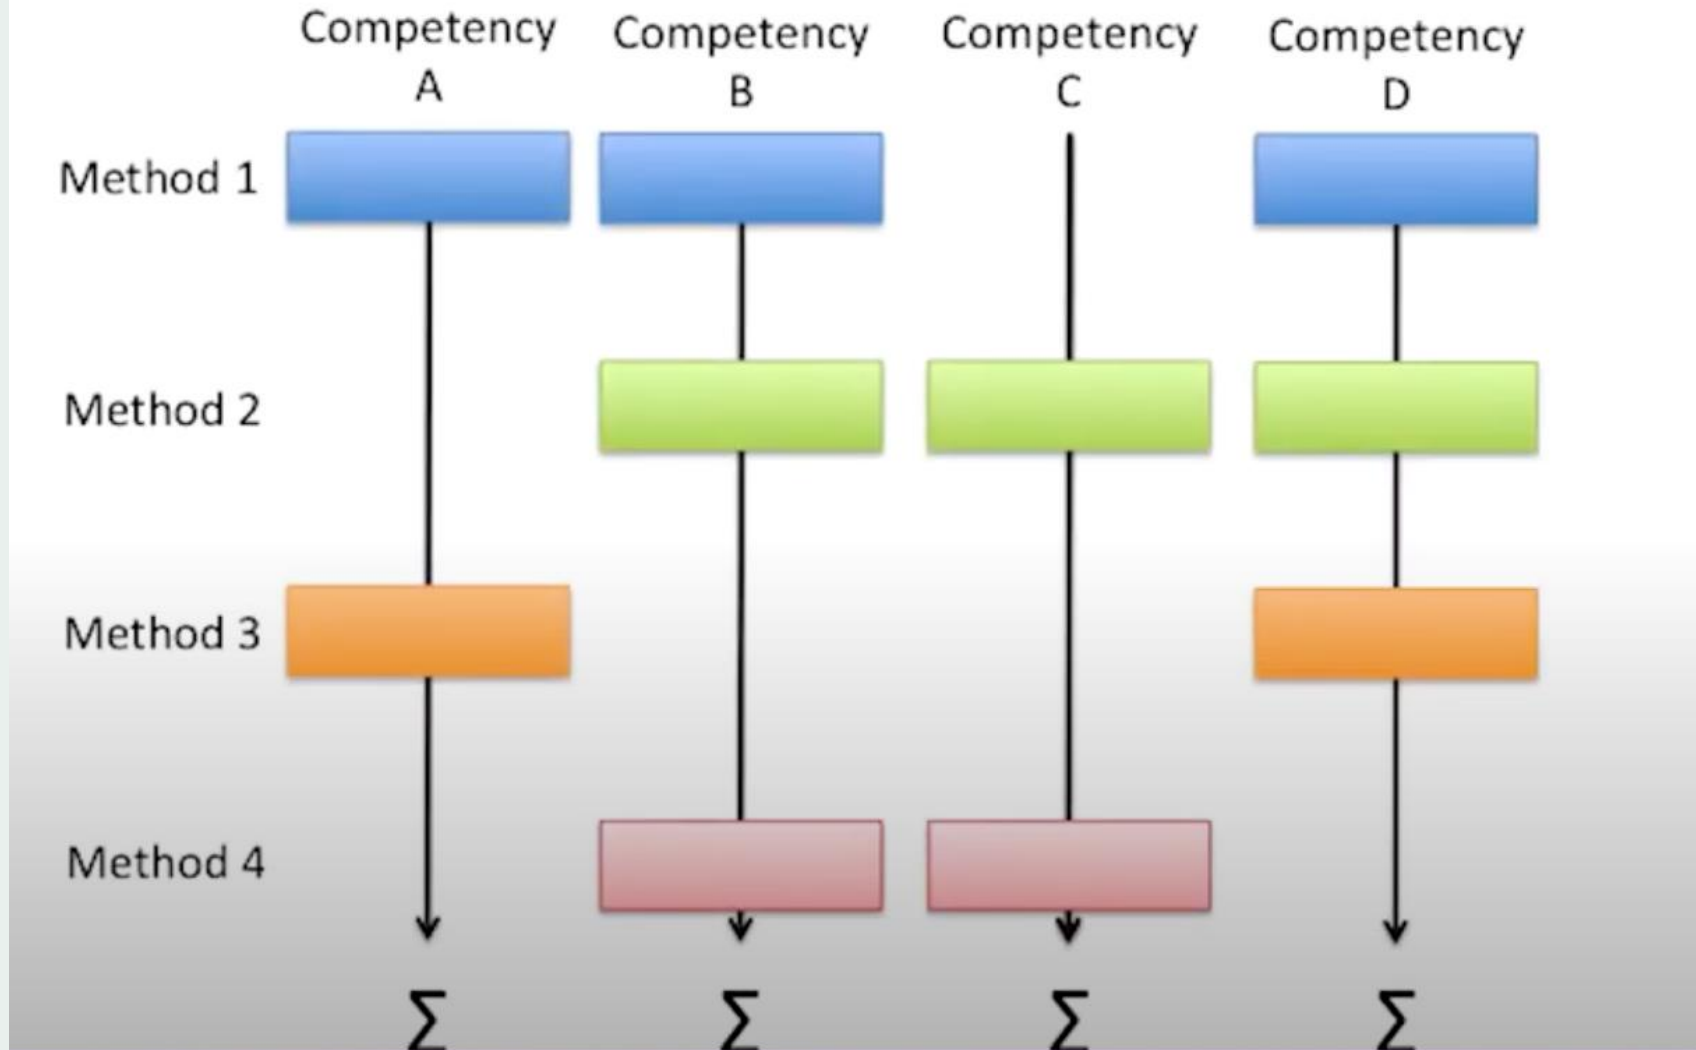 Competency
A
Competency
B
Competency
C
Competency
D
Method 1
Method 2
Method 3
Method 4
Σ
Σ
Σ
Σ